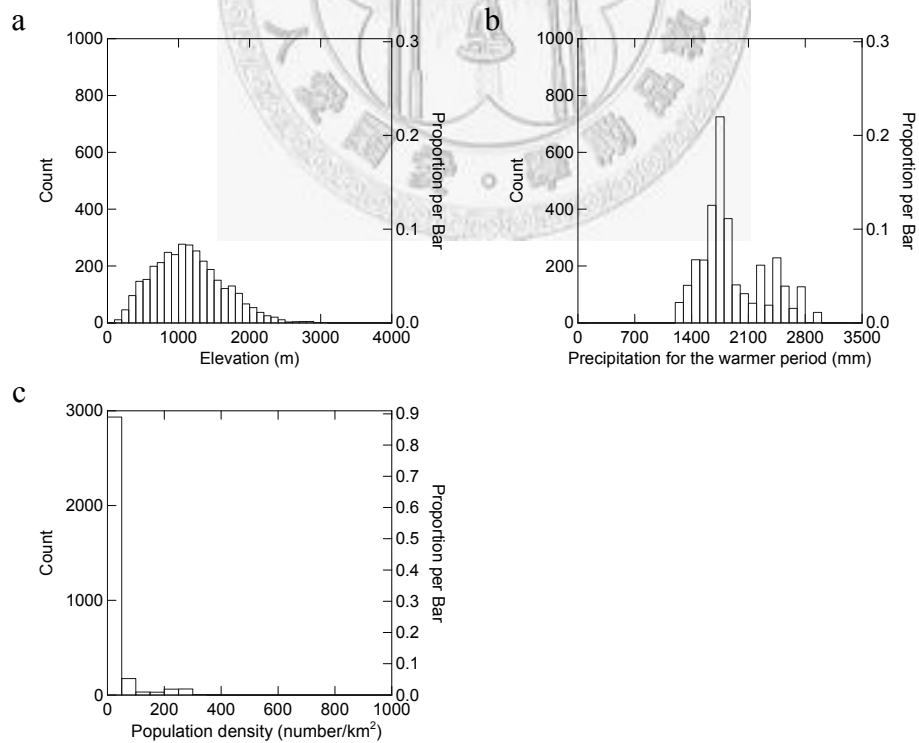 a
1000
800
600
400
200
0
Count
0.3
0.2
0.1
0.0
Proportion per Bar
0 1000 2000 3000 4000
Elevation (m)
b
1000
800
600
400
200
0
Count
0.3
0.2
0.1
0.0
Proportion per Bar
0 700 1400 2100 2800 3500
Precipitation for the warmer period (mm)
c
3000
2000
1000
0
Count
0.9
0.8
0.7
0.6
0.5
0.4
0.3
0.2
0.1
0.0
Proportion per Bar
0 200 400 600 800 1000
Population density (number/km²)